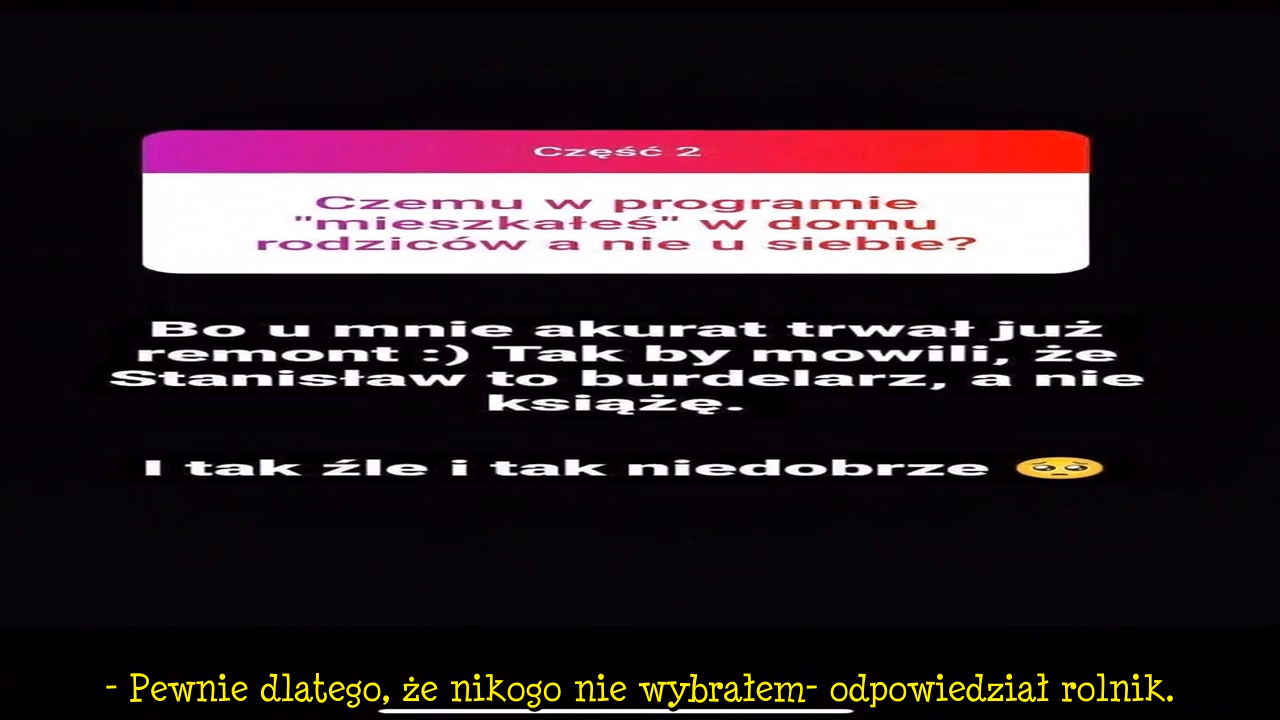 Część 2
Czemu w programie
"mieszkałeś" w domu
rodziców a nie u siebie?
Bo u mnie akurat trwał już
remont :) Tak by mowili, że
Stanisław to burdelarz, a nie
książę.
I tak źle i tak niedobrze 🥺
- Pewnie dlatego, że nikogo nie wybrałem- odpowiedział rolnik.